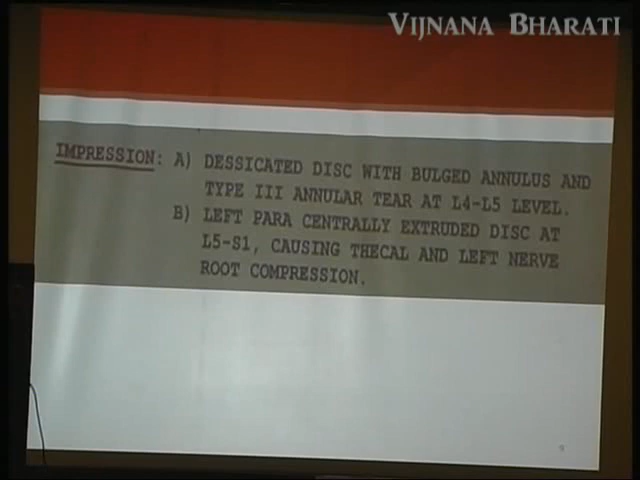 VIJNANA BHARATI
IMPRESSION: A) DESSICATED DISC WITH BULGED ANNULUS AND
TYPE III ANNULAR TEAR AT L4-L5 LEVEL.
B) LEFT PARA CENTRALLY EXTRUDED DISC AT
L5-S1, CAUSING THECAL AND LEFT NERVE
ROOT COMPRESSION.